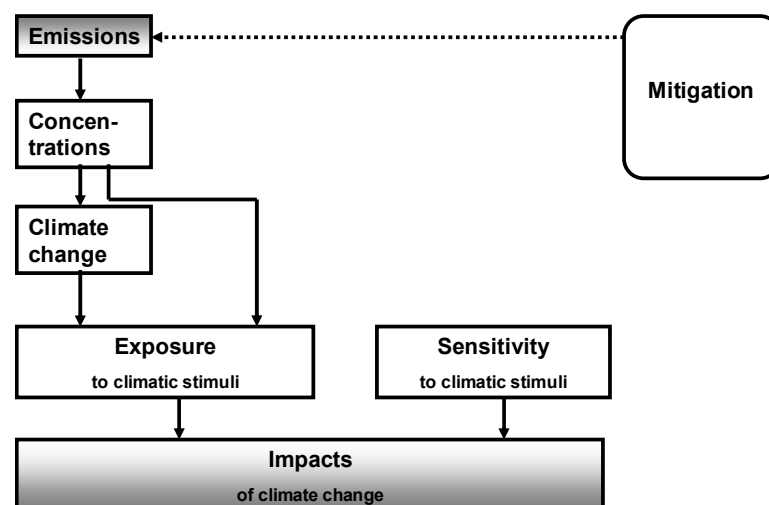 Emissions
Mitigation
Concen-
trations
Climate
change
Exposure
to climatic stimuli
Sensitivity
to climatic stimuli
Impacts
of climate change